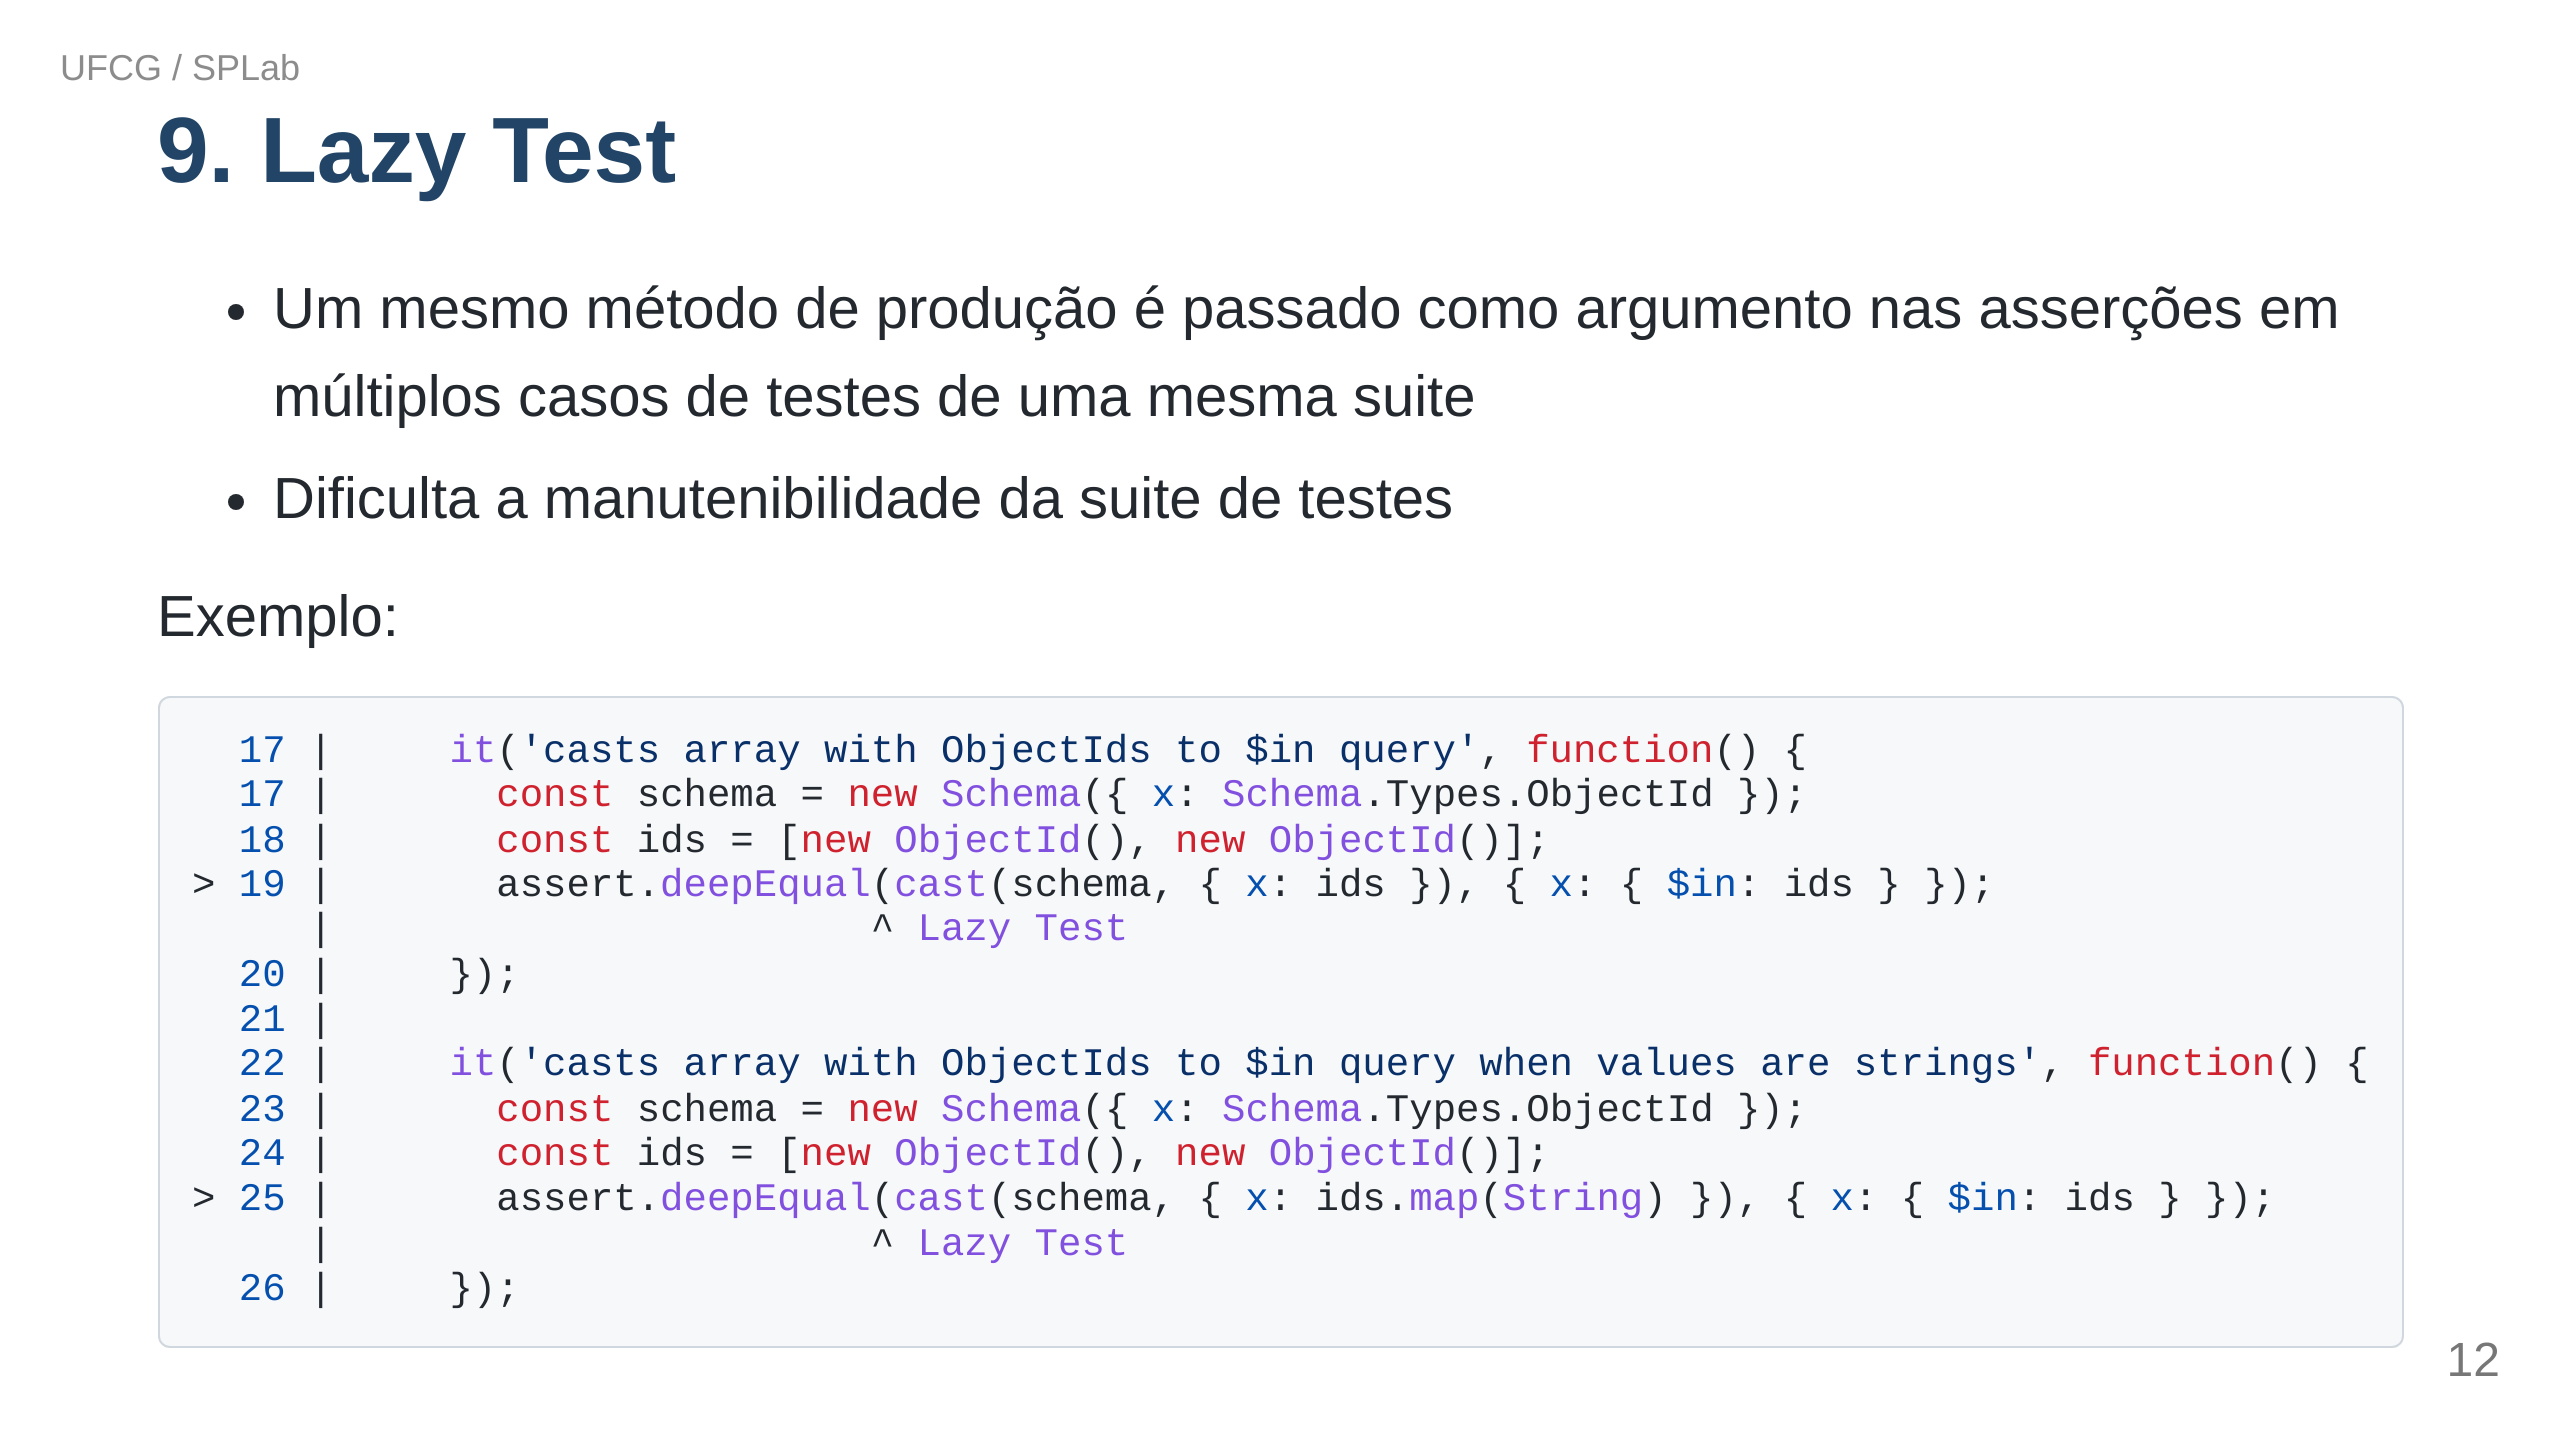 UFCG / SPLab
9. Lazy Test
• Um mesmo método de produção é passado como argumento nas asserções em
múltiplos casos de testes de uma mesma suite
• Dificulta a manutenibilidade da suite de testes
Exemplo:
  17 |     it('casts array with ObjectIds to $in query', function() {
  17 |       const schema = new Schema({ x: Schema.Types.ObjectId });
  18 |       const ids = [new ObjectId(), new ObjectId()];
> 19 |       assert.deepEqual(cast(schema, { x: ids }), { x: { $in: ids } });
     |                       ^ Lazy Test
  20 |     });
  21 |
  22 |     it('casts array with ObjectIds to $in query when values are strings', function() {
  23 |       const schema = new Schema({ x: Schema.Types.ObjectId });
  24 |       const ids = [new ObjectId(), new ObjectId()];
> 25 |       assert.deepEqual(cast(schema, { x: ids.map(String) }), { x: { $in: ids } });
     |                       ^ Lazy Test
  26 |     });
12